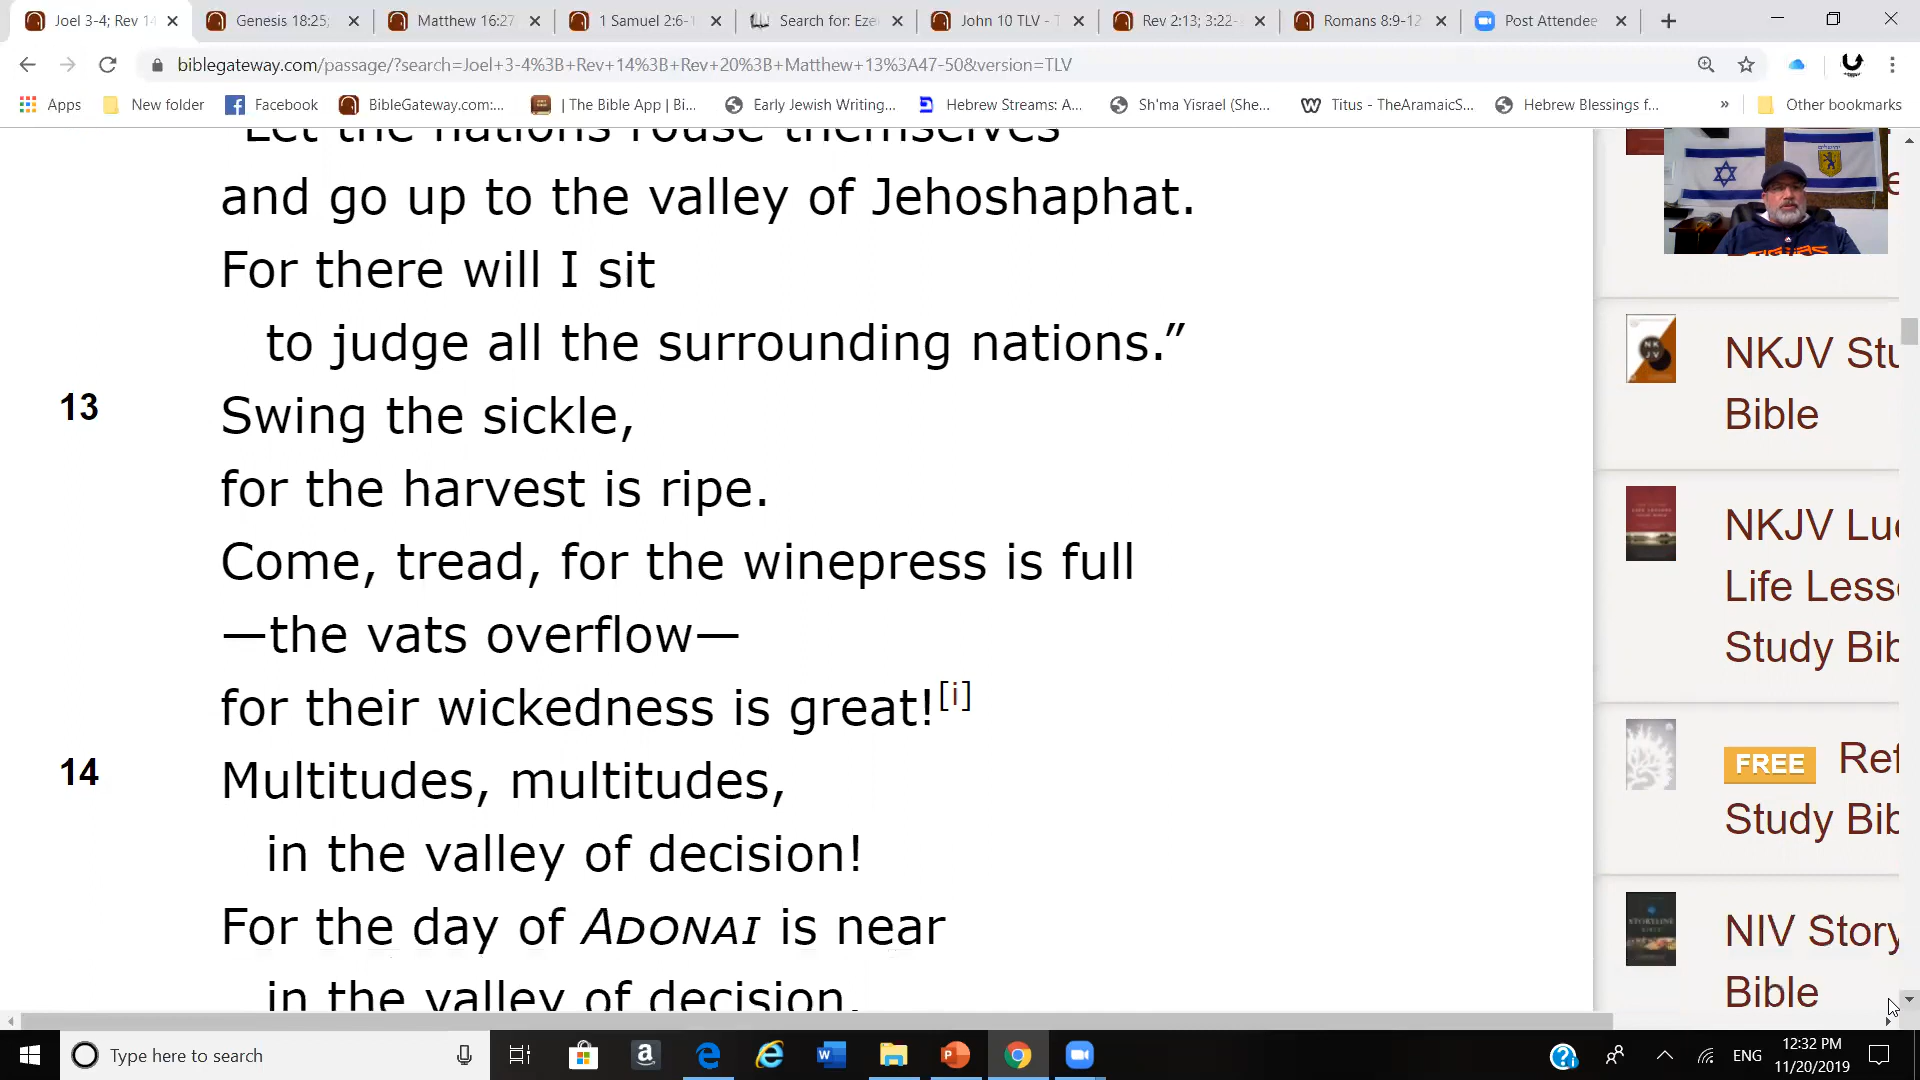 Joel 3-4; Rev 14
Genesis 18:25;
Matthew 16:27
1 Samuel 2:6-
Search for: Eze
John 10 TLV - T
Rev 2:13; 3:22-
Romans 8:9-12
Post Attendee
biblegateway.com/passage/?search=Joel+3-4%3B+Rev+14%3B+Rev+20%3B+Matthew+13%3A47-50&version=TLV
Apps
New folder
Facebook
BibleGateway.com:...
| The Bible App | Bi...
Early Jewish Writing...
Hebrew Streams: A...
Sh'ma Yisrael (She...
Titus - TheAramaicS...
Hebrew Blessings f...
»
Other bookmarks
“Let the nations rouse themselves
and go up to the valley of Jehoshaphat.
For there will I sit
to judge all the surrounding nations.”
13 Swing the sickle,
for the harvest is ripe.
Come, tread, for the winepress is full
—the vats overflow—
for their wickedness is great![i]
14 Multitudes, multitudes,
in the valley of decision!
For the day of ADONAI is near
in the valley of decision.
NKJV Stu
Bible
NKJV Luc
Life Lesso
Study Bib
FREE Ref
Study Bib
NIV Story
Bible
Type here to search
ENG
12:32 PM
11/20/2019